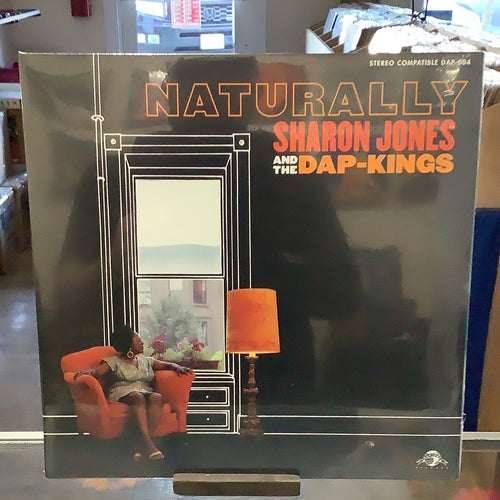 STEREO COMPATIBLE DAP-004
NATURALLY
SHARON JONES
AND THE DAP-KINGS